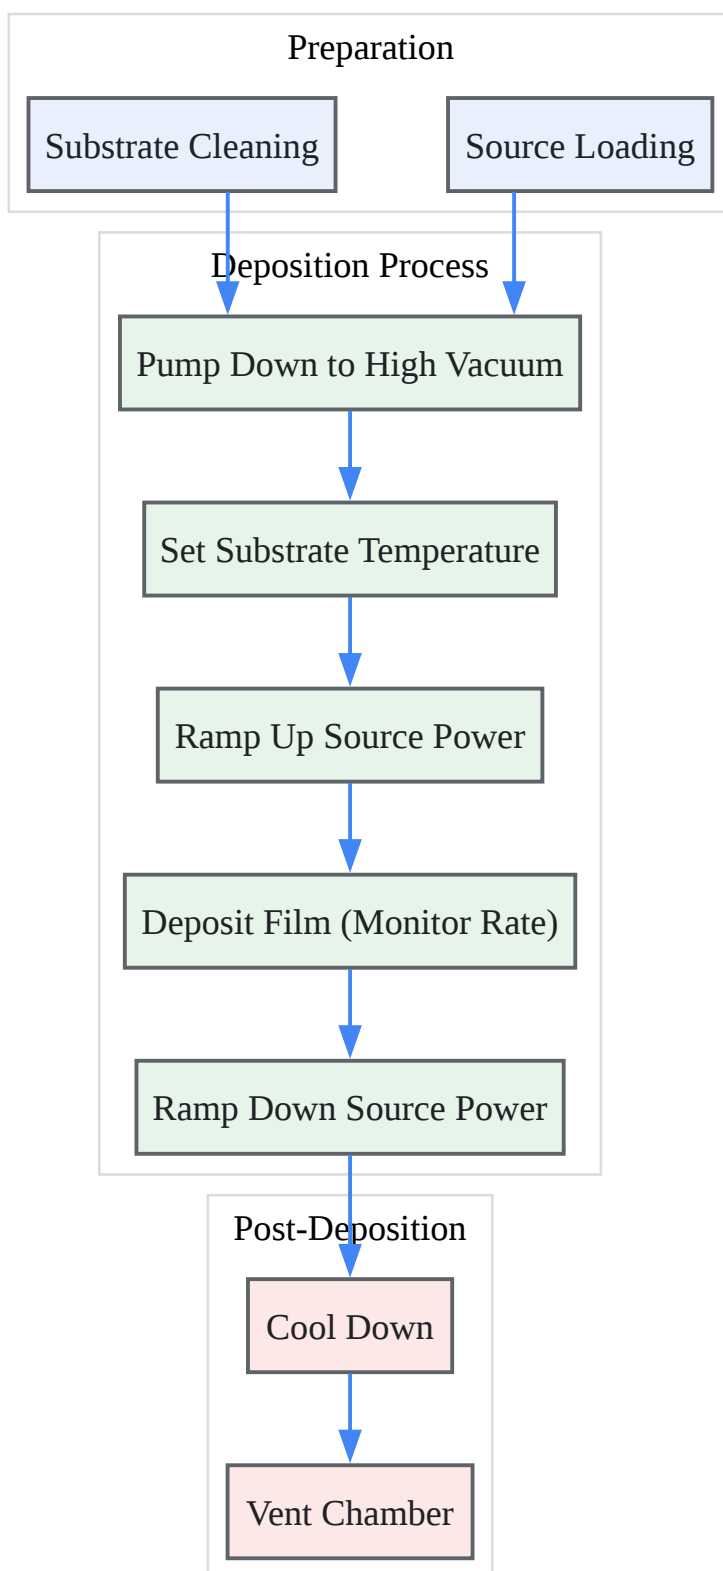 Preparation
Substrate Cleaning
Source Loading
Deposition Process
Pump Down to High Vacuum
Set Substrate Temperature
Ramp Up Source Power
Deposit Film (Monitor Rate)
Ramp Down Source Power
Post-Deposition
Cool Down
Vent Chamber